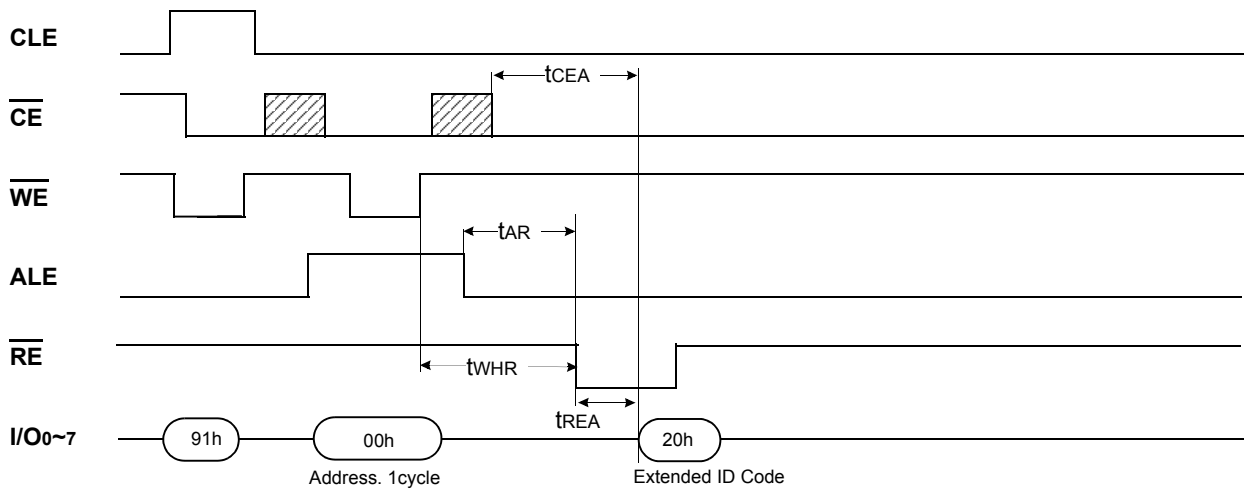 CLE
tCEA
CE
WE
tAR
ALE
RE
tWHR
tREA
I/O0~7
91h
00h
20h
Address. 1cycle
Extended ID Code